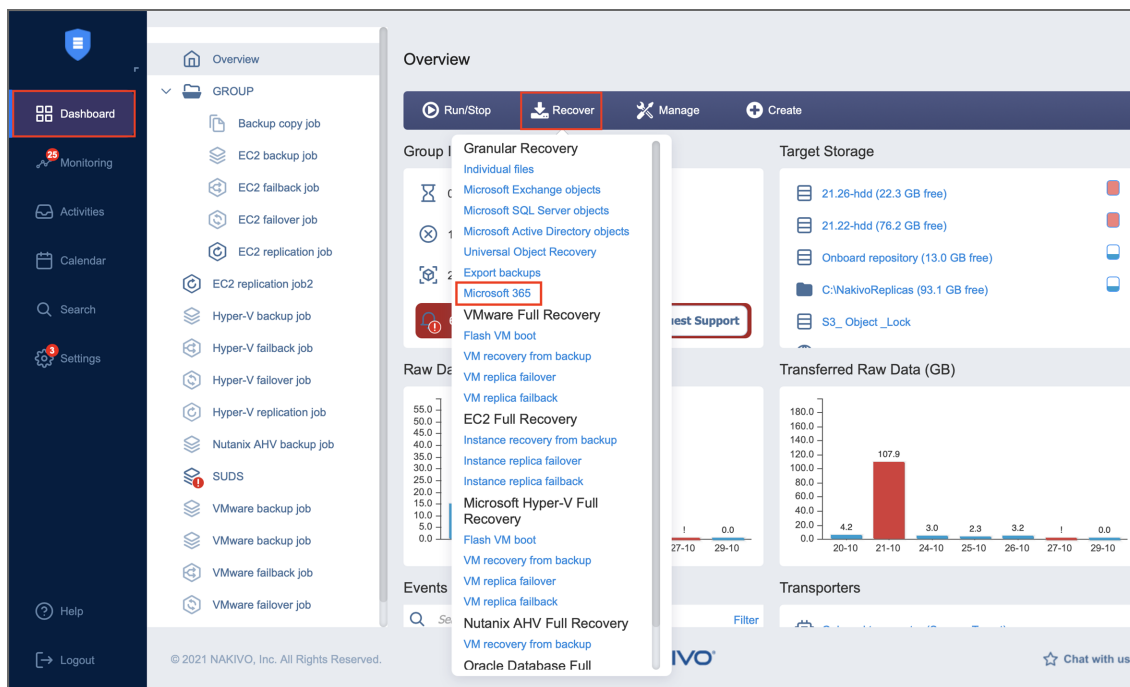 Dashboard
25
Monitoring
Activities
Calendar
Search
3
Settings
Help
Logout
Overview
GROUP
Backup copy job
EC2 backup job
EC2 failback job
EC2 failover job
EC2 replication job
EC2 replication job2
Hyper-V backup job
Hyper-V failback job
Hyper-V failover job
Hyper-V replication job
Nutanix AHV backup job
SUDS
VMware backup job
VMware backup job
VMware failback job
VMware failover job
Overview
Run/Stop
Recover
Manage
Create
Group
Granular Recovery
Individual files
Microsoft Exchange objects
Microsoft SQL Server objects
Microsoft Active Directory objects
Universal Object Recovery
Export backups
Microsoft 365
VMware Full Recovery
Flash VM boot
VM recovery from backup
VM replica failover
VM replica failback
EC2 Full Recovery
Instance recovery from backup
Instance replica failover
Instance replica failback
Microsoft Hyper-V Full
Recovery
Flash VM boot
VM recovery from backup
VM replica failover
VM replica failback
Nutanix AHV Full Recovery
VM recovery from backup
Oracle Database Full
Support
Raw
55.0
50.0
45.0
40.0
35.0
30.0
25.0
20.0
15.0
10.0
5.0
0.0
! 0.0
27-10 29-10
Events
Filter
Target Storage
21.26-hdd (22.3 GB free)
21.22-hdd (76.2 GB free)
Onboard repository (13.0 GB free)
C:\NakivoReplicas (93.1 GB free)
S3_ Object _Lock
Transferred Raw Data (GB)
180.0
160.0
140.0
120.0
100.0
80.0
60.0
40.0
20.0
0.0
4.2 107.9 3.0 2.3 3.2 ! 0.0
20-10 21-10 24-10 25-10 26-10 27-10 29-10
Transporters
© 2021 NAKIVO, Inc. All Rights Reserved.
Chat with us